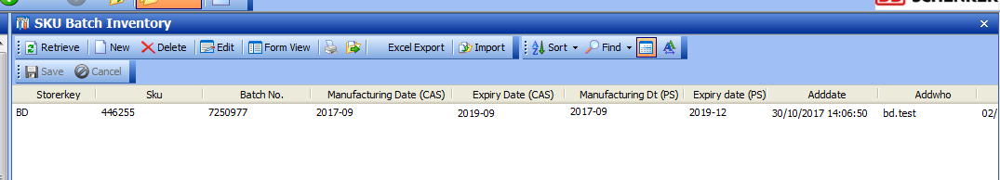 SCHENKER
SKU Batch Inventory
Retrieve New Delete Edit Form View Excel Export Import Sort Find
Save Cancel
Storerkey Sku Batch No. Manufacturing Date (CAS) Expiry Date (CAS) Manufacturing Dt (PS) Expiry date (PS) Adddate Addwho
BD 446255 7250977 2017-09 2019-09 2017-09 2019-12 30/10/2017 14:06:50 bd.test 02/